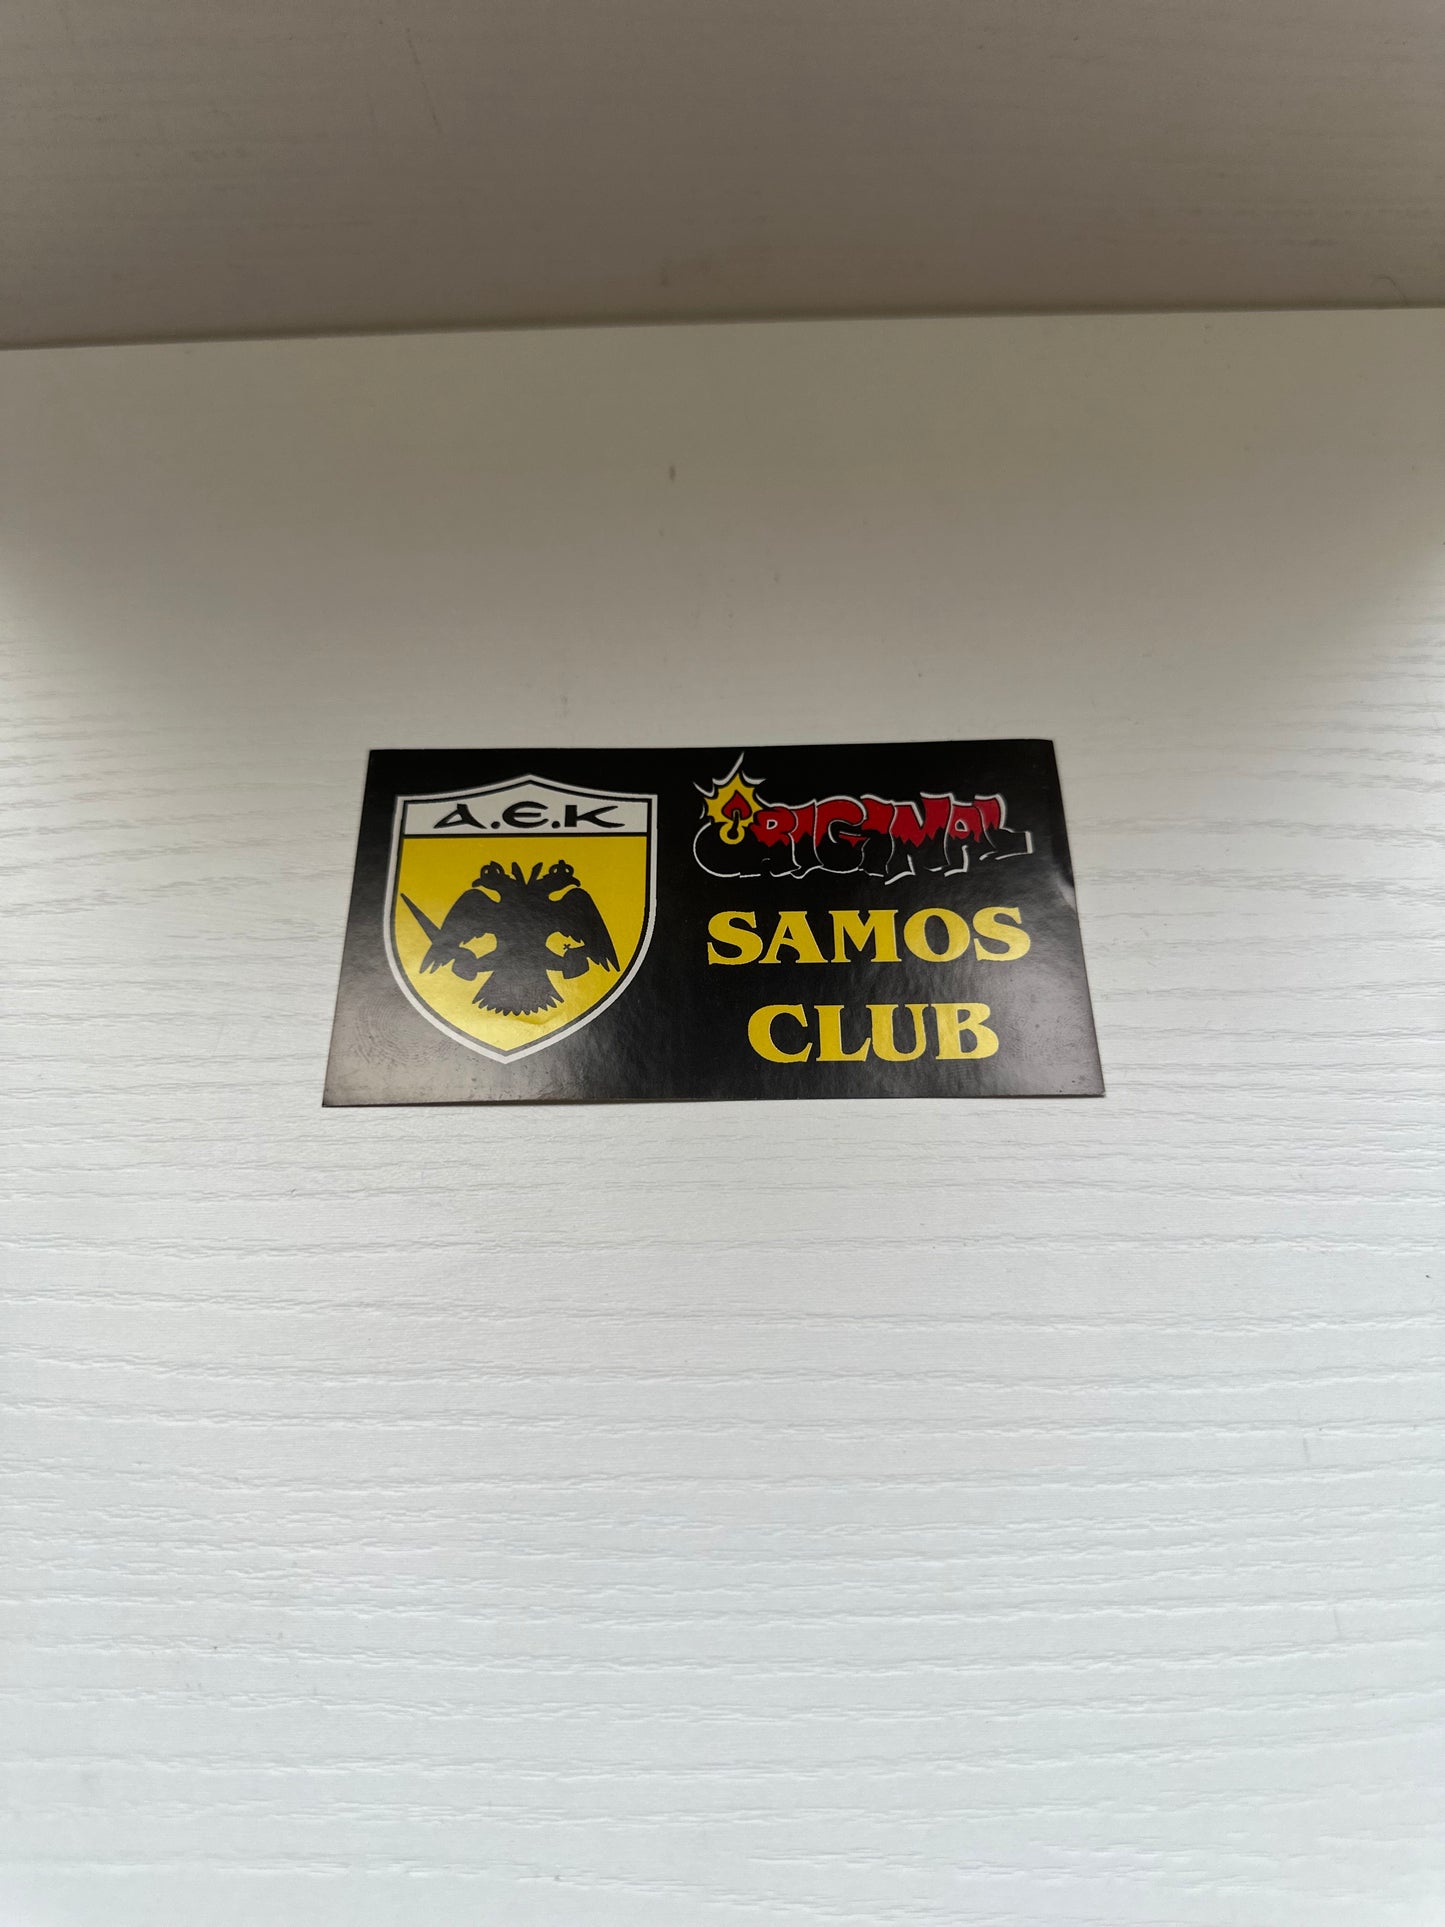 Α.Ε.Κ
ORIGINAL
SAMOS
CLUB